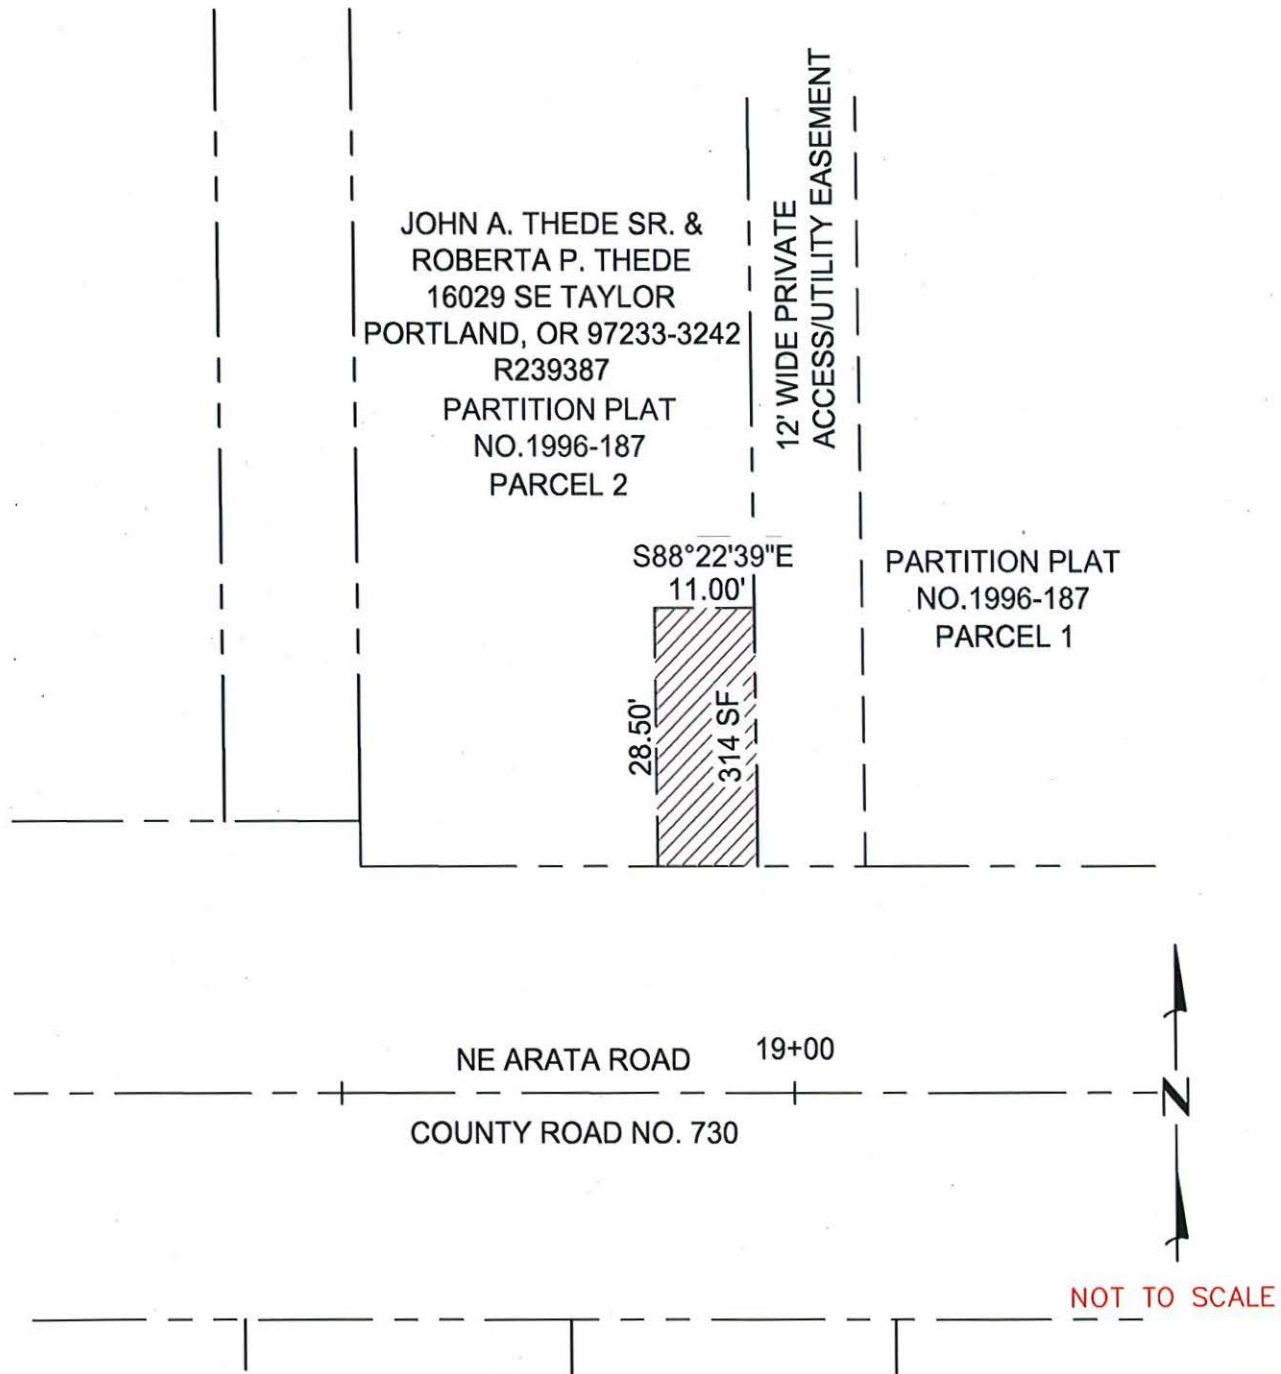 JOHN A. THEDE SR. &
ROBERTA P. THEDE
16029 SE TAYLOR
PORTLAND, OR 97233-3242
R239387
PARTITION PLAT
NO.1996-187
PARCEL 2
12' WIDE PRIVATE
ACCESS/UTILITY EASEMENT
S88°22'39"E
11.00'
28.50'
314 SF
PARTITION PLAT
NO.1996-187
PARCEL 1
NE ARATA ROAD
19+00
COUNTY ROAD NO. 730
N
NOT TO SCALE